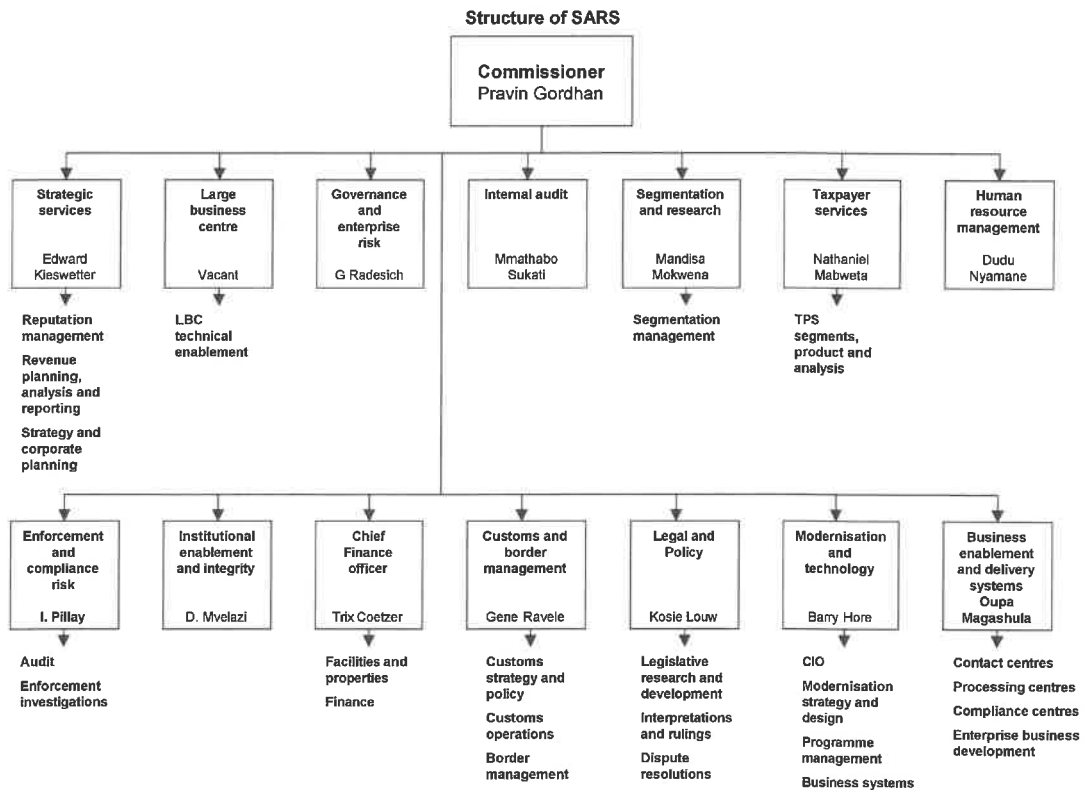 Structure of SARS
Commissioner
Pravin Gordhan
Strategic
services
Edward
Kieswetter
Large
business
centre
Vacant
Governance
and
enterprise
risk
G Radesich
Internal audit
Mmathabo
Sukati
Segmentation
and research
Mandisa
Mokwena
Taxpayer
services
Nathaniel
Mabweta
Human
resource
management
Dudu
Nyamane
Reputation
management
Revenue
planning,
analysis and
reporting
Strategy and
corporate
planning
LBC
technical
enablement
Segmentation
management
TPS
segments,
product and
analysis
Enforcement
and
compliance
risk
I. Pillay
Institutional
enablement
and integrity
D. Mvelazi
Chief
Finance
officer
Trix Coetzer
Customs and
border
management
Gene Ravele
Legal and
Policy
Kosie Louw
Modernisation
and
technology
Barry Hore
Business
enablement
and delivery
systems
Oupa
Magashula
Audit
Enforcement
investigations
Facilities and
properties
Finance
Customs
strategy and
policy
Customs
operations
Border
management
Legislative
research and
development
Interpretations
and rulings
Dispute
resolutions
CIO
Modernisation
strategy and
design
Programme
management
Business systems
Contact centres
Processing centres
Compliance centres
Enterprise business
development